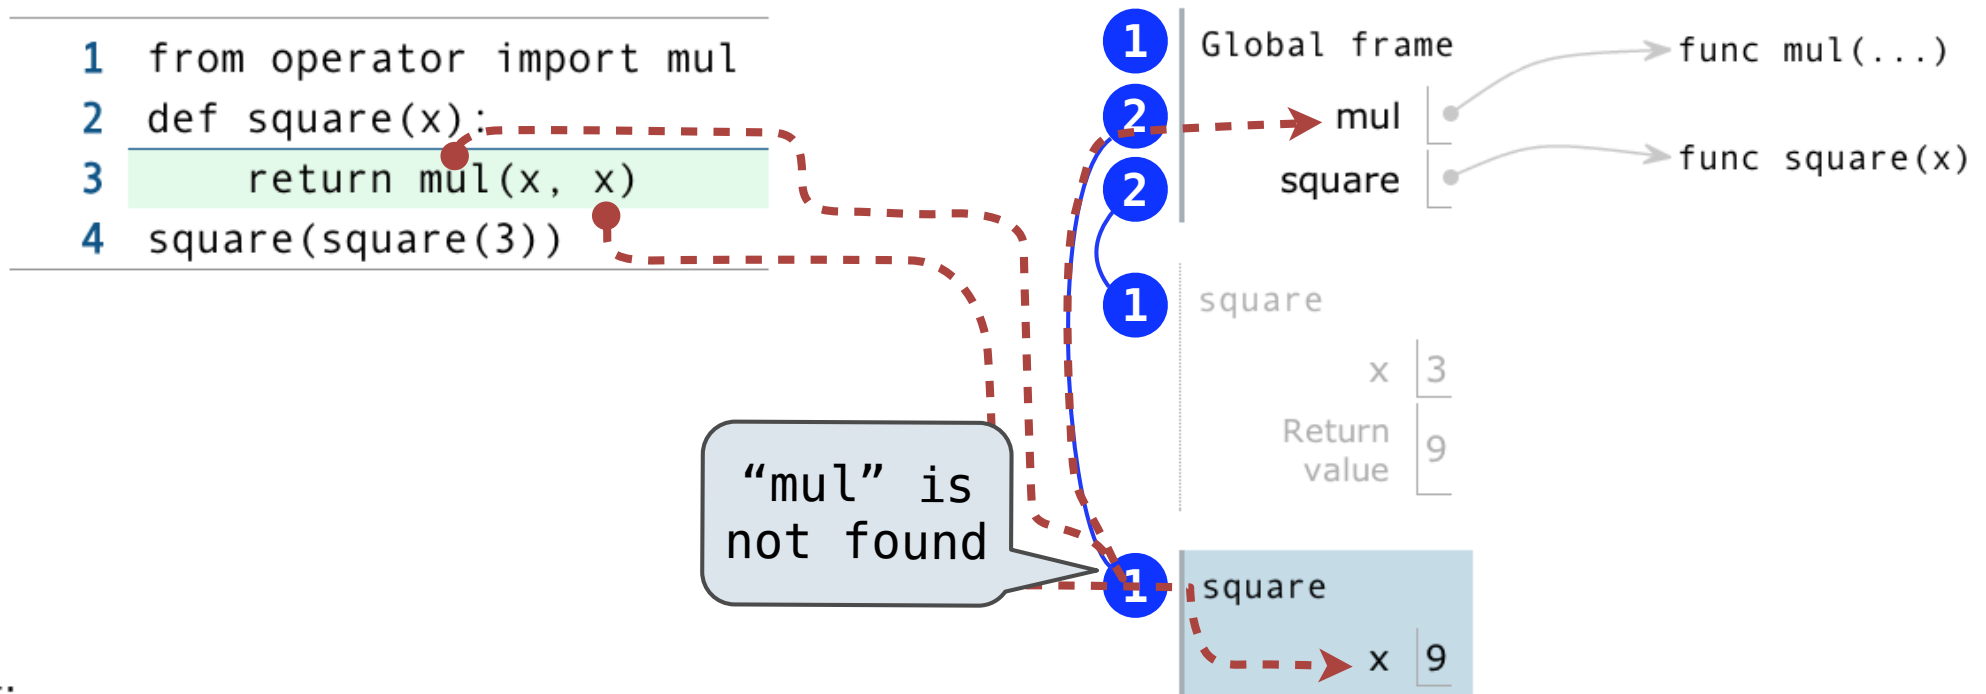 1 from operator import mul
2 def square(x):
3 return mul(x, x)
4 square(square(3))
“mul” is
not found
1
2
2
1
1
Global frame
mul
square
func mul(...)
func square(x)
square
x 3
Return
value
9
square
x 9